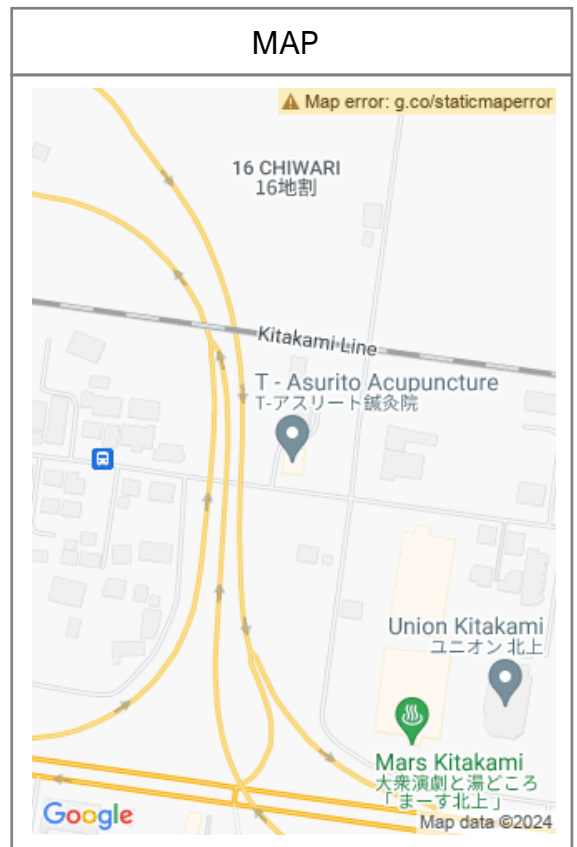 MAP
Map error: g.co/staticmaperror
16 CHIWARI
16地割
Kitakami Line
T - Asurito Acupuncture
T-アスリート鍼灸院
Union Kitakami
ユニオン 北上
Mars Kitakami
大衆演劇と湯どころ
「まーす北上」
Google
Map data ©2024